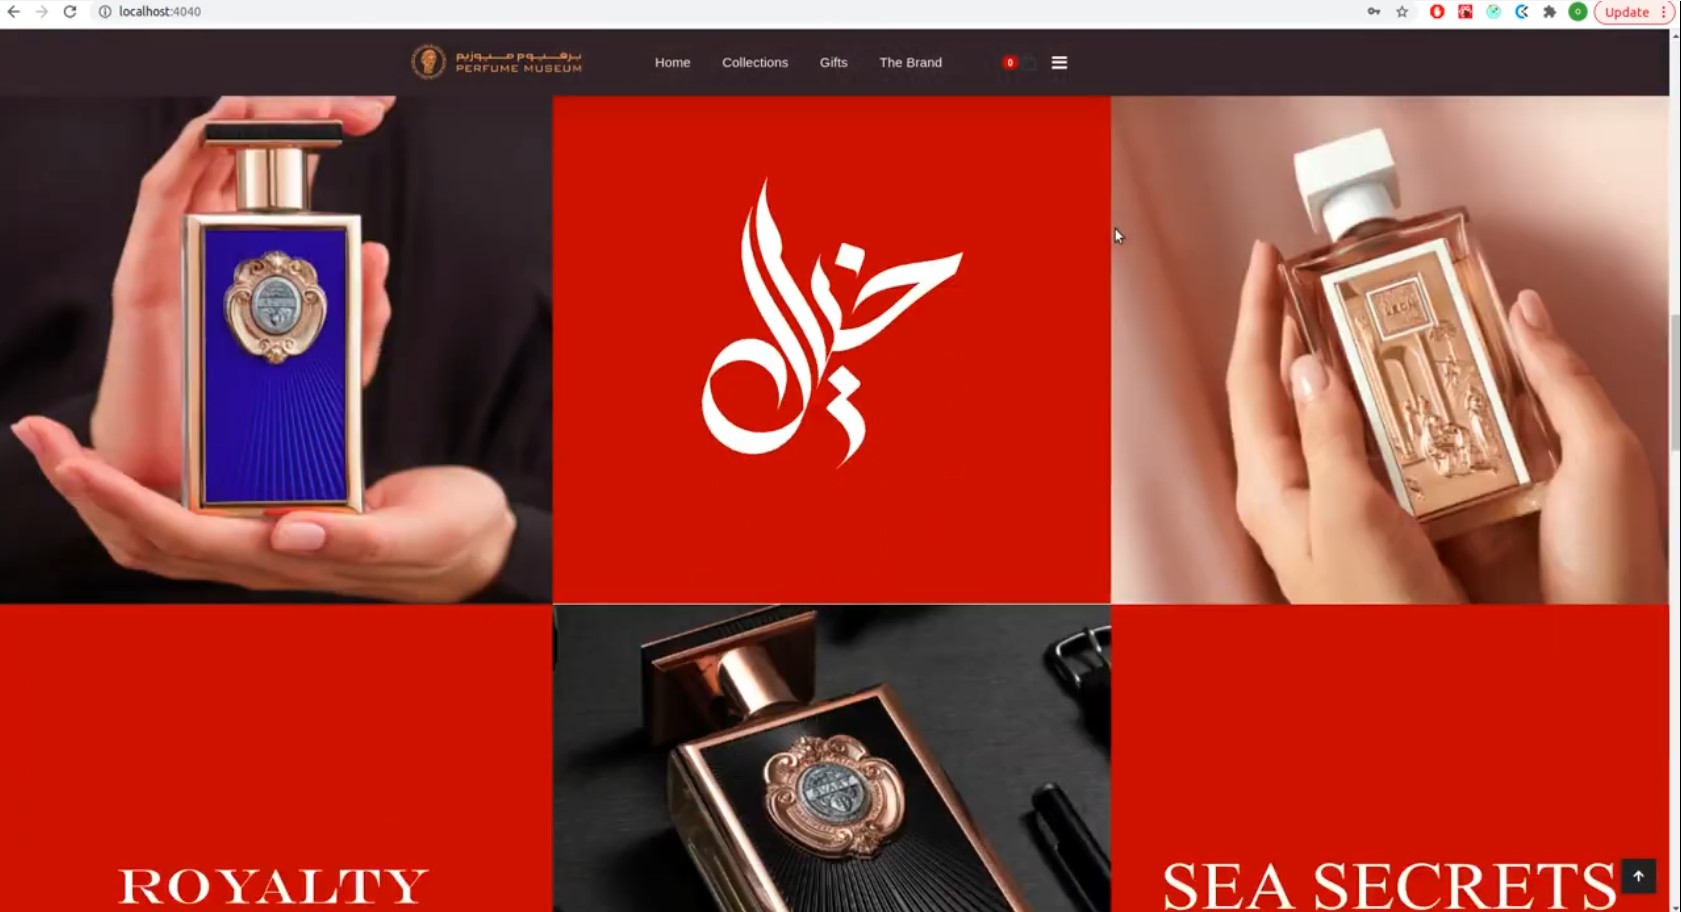 localhost:4040
Update
برفيوم ميوزيم
PERFUME MUSEUM
Home
Collections
Gifts
The Brand
0
خيال
ROYALTY
SEA SECRETS